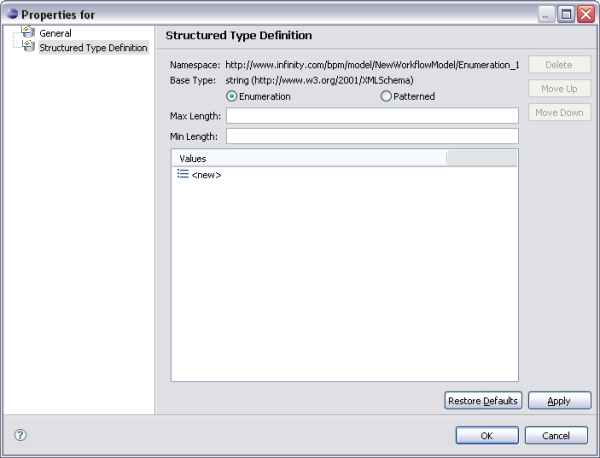 Properties for
General
Structured Type Definition
Structured Type Definition
Namespace: http://www.infinity.com/bpm/model/NewWorkflowModel/Enumeration_1
Base Type: string (http://www.w3.org/2001/XMLSchema)
Enumeration Patterned
Max Length:
Min Length:
Values
<new>
Delete
Move Up
Move Down
Restore Defaults Apply
? OK Cancel